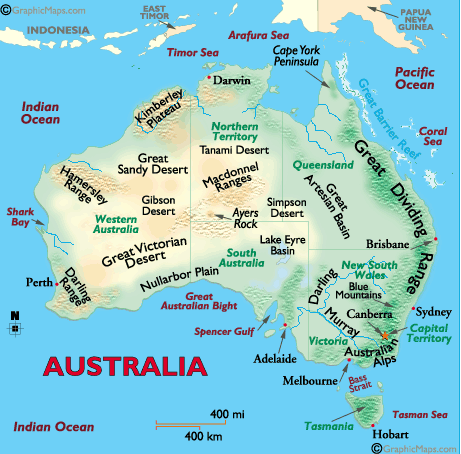 ©GraphicMaps.com
EAST
TIMOR
INDONESIA
PAPUA
NEW
GUINEA
Arafura Sea
Timor Sea
Cape York
Peninsula
Pacific
Ocean
Darwin
Indian
Ocean
Kimberley
Plateau
Great Barrier Reef
Coral
Sea
Northern
Territory
Tanami Desert
Great
Sandy Desert
Queensland
Great Dividing Range
Hamersley
Range
Macdonnel
Ranges
Great
Artesian Basin
Gibson
Desert
Simpson
Desert
Shark
Bay
Western
Australia
Ayers
Rock
Lake Eyre
Basin
Brisbane
Great Victorian
Desert
South
Australia
Nullarbor Plain
New South
Wales
Perth
Darling
Range
Darling
Blue
Mountains
Great
Australian Bight
Sydney
N
Spencer Gulf
Murray
Canberra
Capital
Territory
Adelaide
Victoria
Australian
Alps
AUSTRALIA
Melbourne
Bass
Strait
400 mi
400 km
Tasmania
Tasman Sea
Indian Ocean
Hobart
©GraphicMaps.com